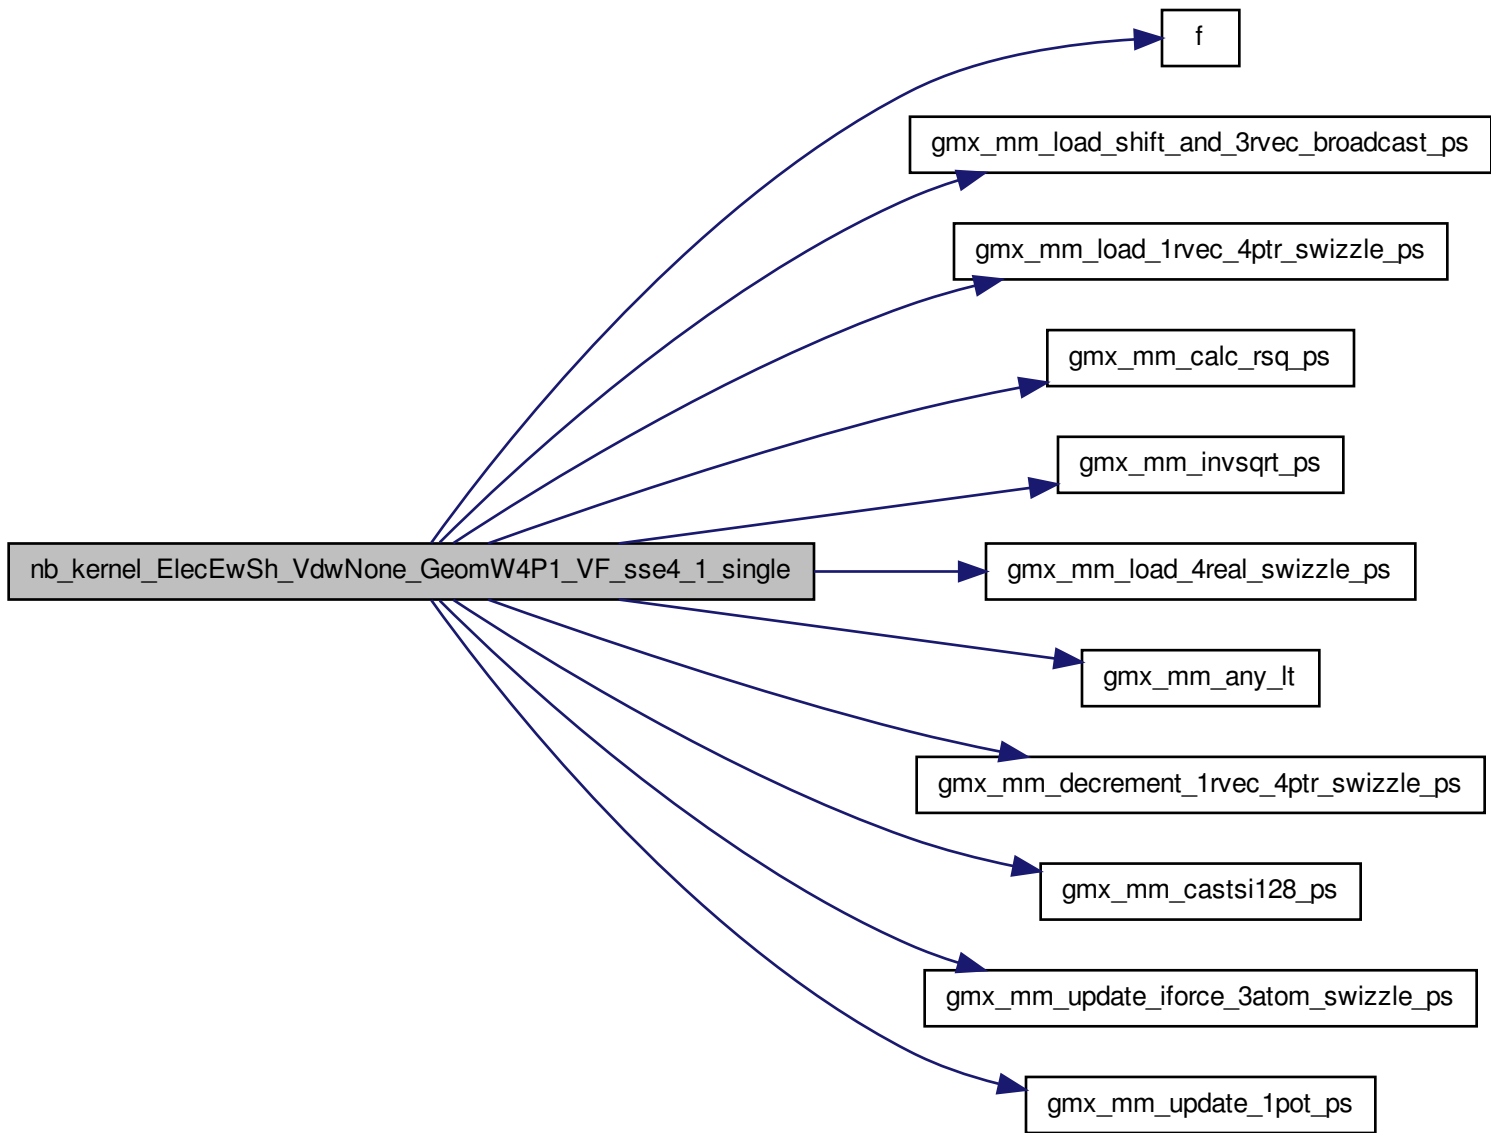 f
gmx_mm_load_shift_and_3rvec_broadcast_ps
gmx_mm_load_1rvec_4ptr_swizzle_ps
gmx_mm_calc_rsq_ps
gmx_mm_invsqrt_ps
nb_kernel_ElecEwSh_VdwNone_GeomW4P1_VF_sse4_1_single
gmx_mm_load_4real_swizzle_ps
gmx_mm_any_lt
gmx_mm_decrement_1rvec_4ptr_swizzle_ps
gmx_mm_castsi128_ps
gmx_mm_update_iforce_3atom_swizzle_ps
gmx_mm_update_1pot_ps